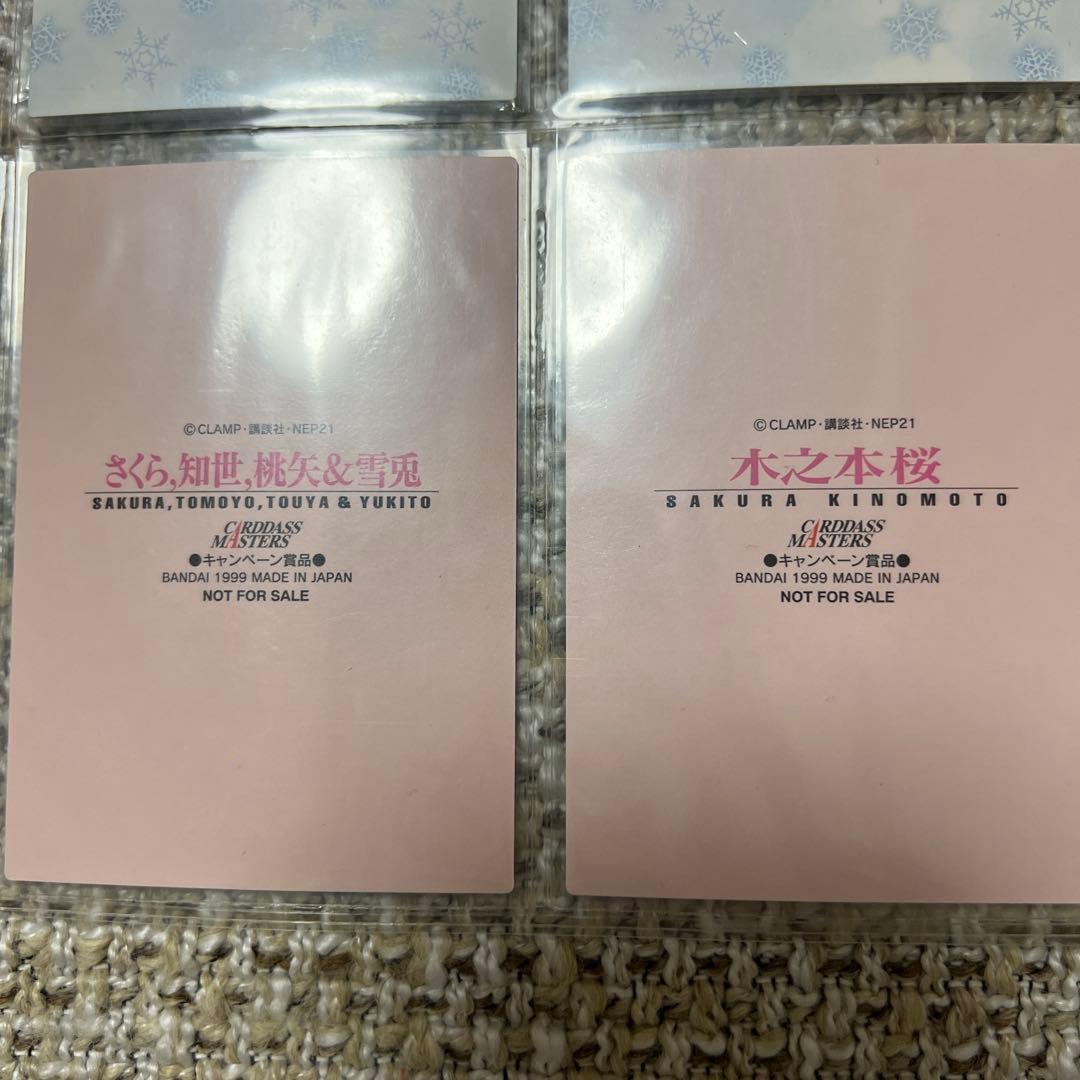 ©CLAMP・講談社・NEP21
さくら,知世,桃矢&雪兎
SAKURA,TOMOYO,TOUYA & YUKITO
CARDDASS
MASTERS
●キャンペーン賞品●
BANDAI 1999 MADE IN JAPAN
NOT FOR SALE
©CLAMP・講談社・NEP21
木之本桜
SAKURA KINOMOTO
CARDDASS
MASTERS
●キャンペーン賞品●
BANDAI 1999 MADE IN JAPAN
NOT FOR SALE